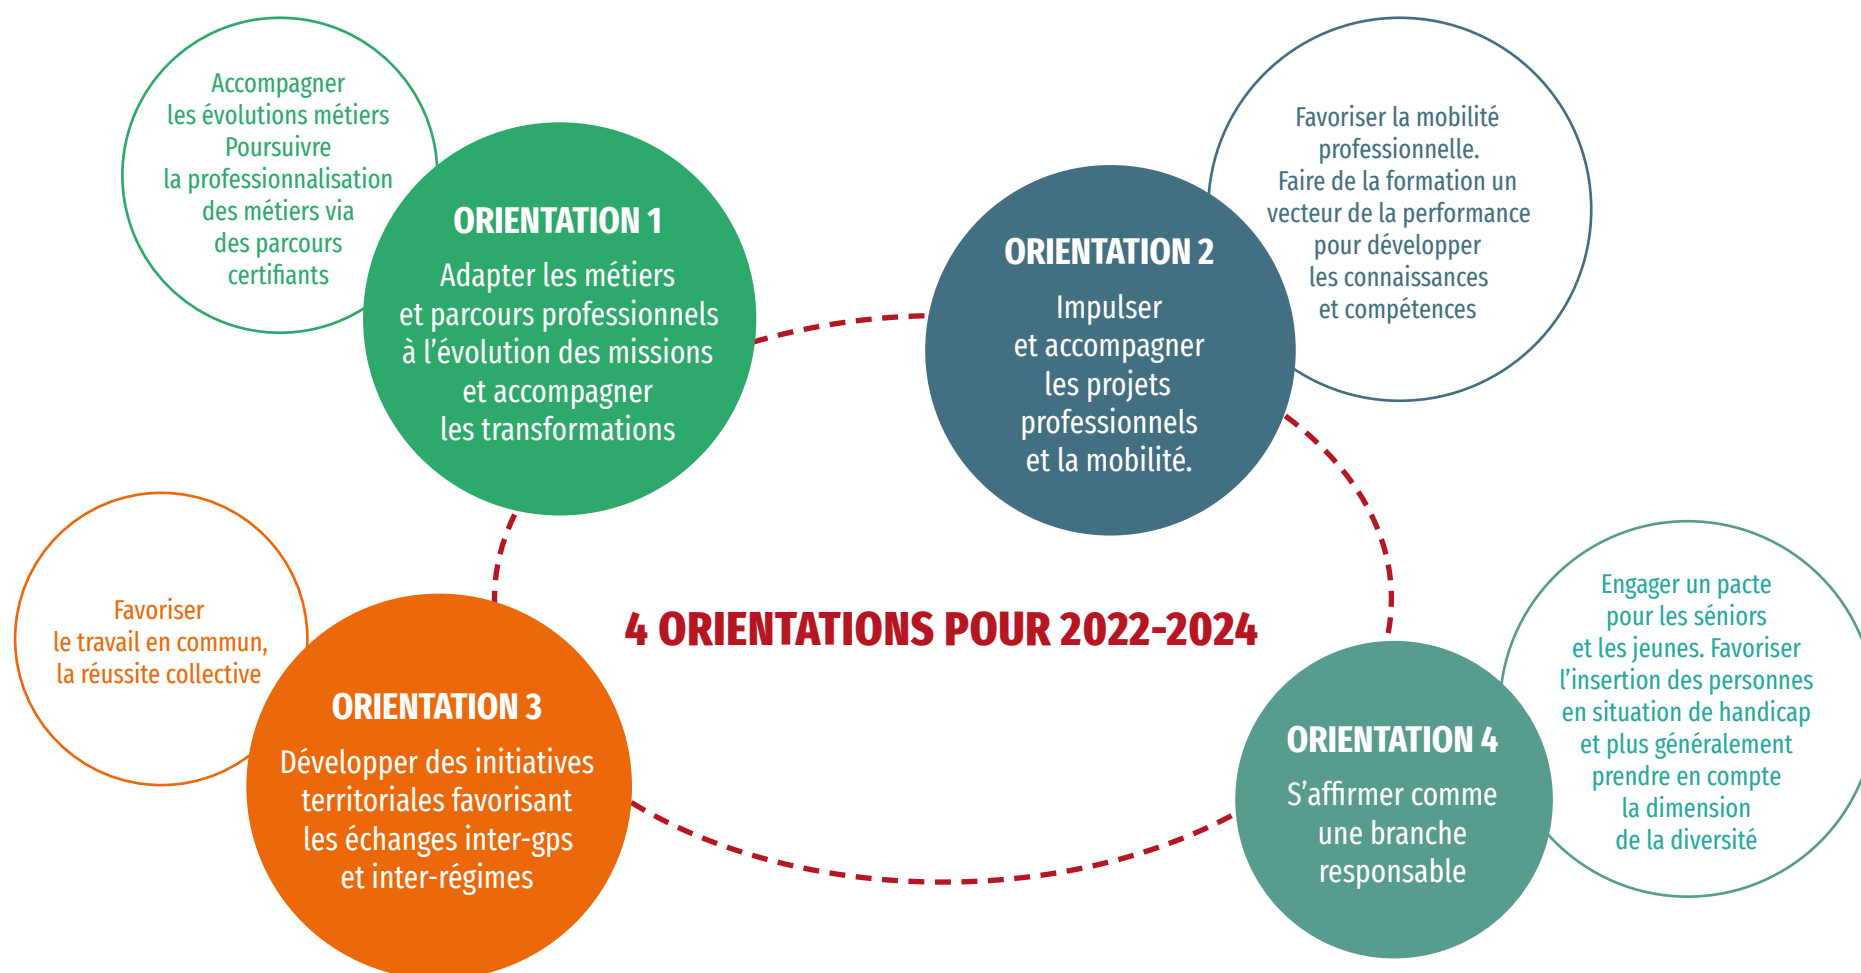 Accompagner
les évolutions métiers
Poursuivre
la professionnalisation
des métiers via
des parcours
certifiants
ORIENTATION 1
Adapter les métiers
et parcours professionnels
à l’évolution des missions
et accompagner
les transformations
ORIENTATION 2
Impulser
et accompagner
les projets
professionnels
et la mobilité.
Favoriser la mobilité
professionnelle.
Faire de la formation un
vecteur de la performance
pour développer
les connaissances
et compétences
4 ORIENTATIONS POUR 2022-2024
Favoriser
le travail en commun,
la réussite collective
ORIENTATION 3
Développer des initiatives
territoriales favorisant
les échanges inter-gps
et inter-régimes
ORIENTATION 4
S’affirmer comme
une branche
responsable
Engager un pacte
pour les séniors
et les jeunes. Favoriser
l’insertion des personnes
en situation de handicap
et plus généralement
prendre en compte
la dimension
de la diversité